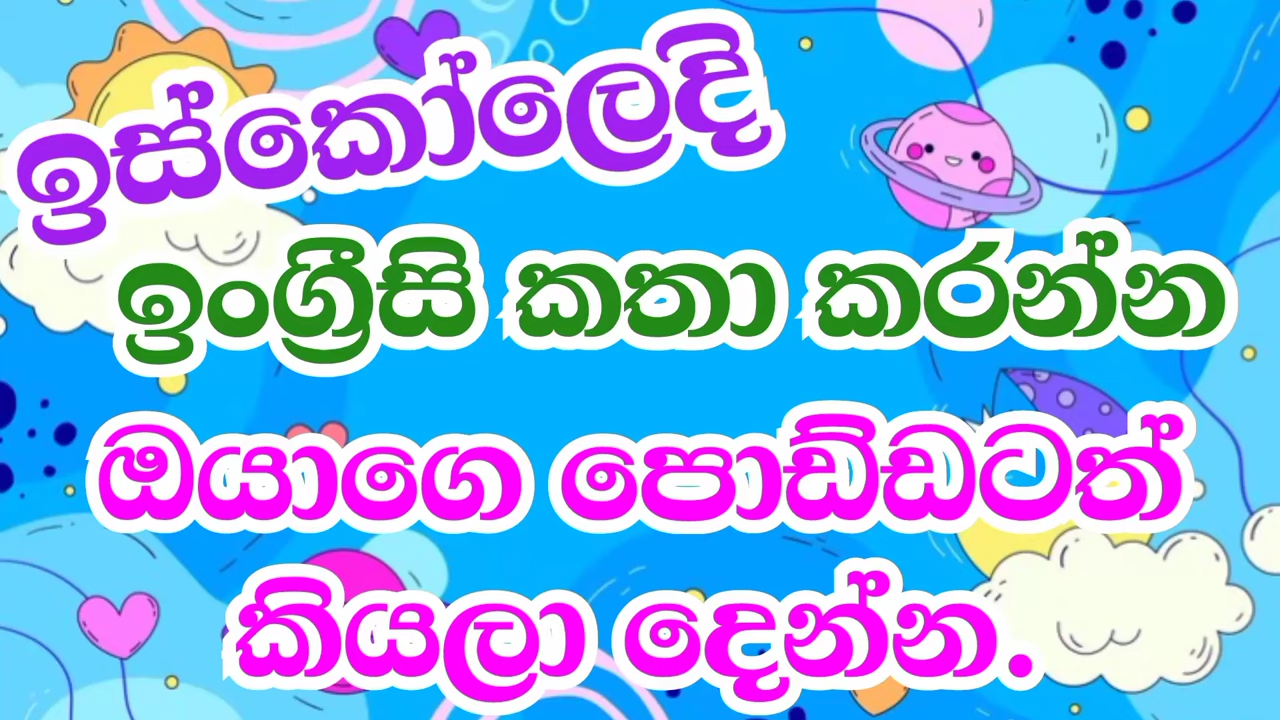 ඉස්කෝලෙදි
ඉංග්‍රීසි කතා කරන්න
ඔයාගෙ පොඩ්ඩටත්
කියලා දෙන්න.